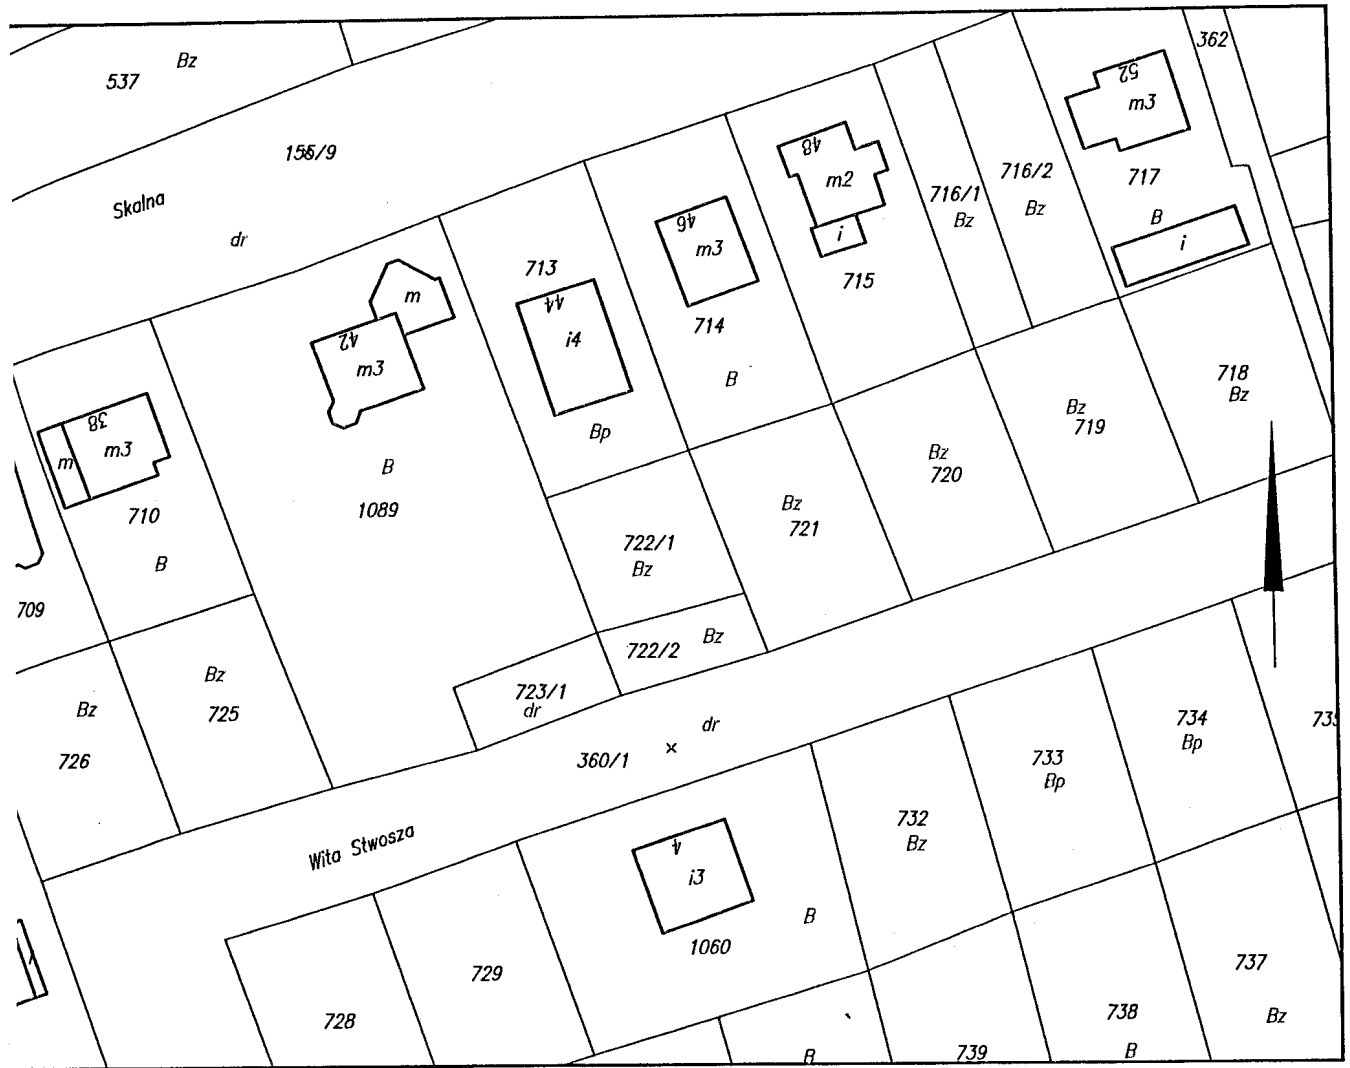 537
Bz
362
155/9
Skalna
dr
52
m3
717
B
i
48
m2
i
715
716/1
Bz
716/2
Bz
46
m3
714
B
713
44
i4
Bp
m
42
m3
B
1089
38
m3
m
710
B
709
718
Bz
Bz
719
Bz
720
Bz
721
722/1
Bz
722/2
Bz
723/1
dr
Bz
725
Bz
726
360/1
dr
Wita Stwosza
4
i3
B
1060
732
Bz
733
Bp
734
Bp
728
729
737
Bz
738
B
739
B